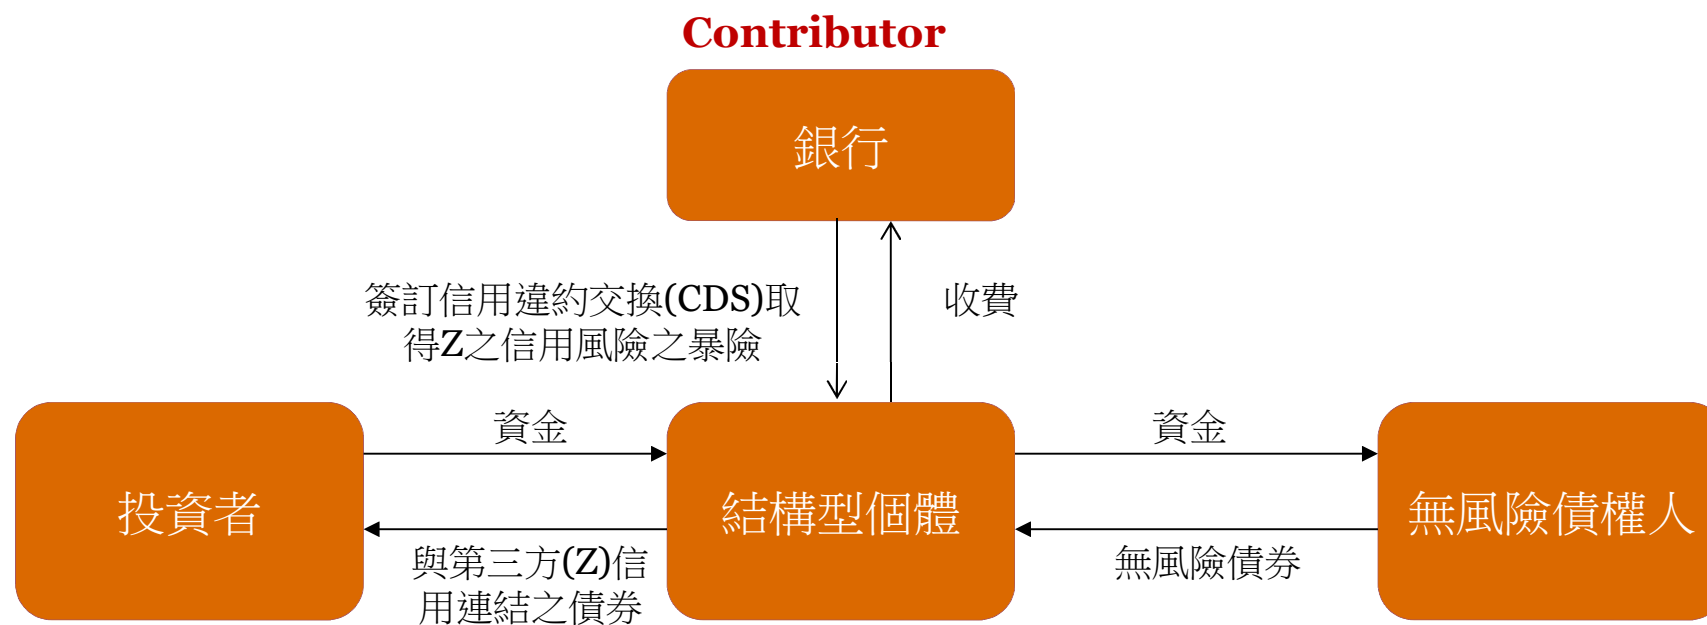 Contributor
銀行
簽訂信用違約交換(CDS)取
得Z之信用風險之暴險
收費
資金
資金
投資者
結構型個體
無風險債權人
與第三方(Z)信
用連結之債券
無風險債券